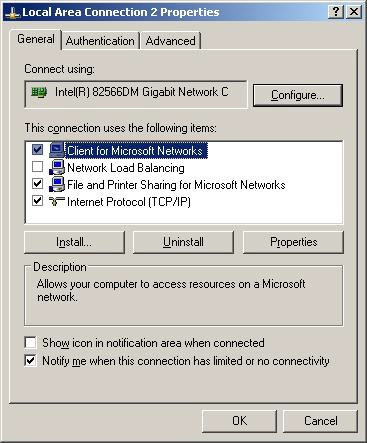 Local Area Connection 2 Properties
General Authentication Advanced
Connect using:
Intel(R) 82566DM Gigabit Network C
Configure...
This connection uses the following items:
Client for Microsoft Networks
Network Load Balancing
File and Printer Sharing for Microsoft Networks
Internet Protocol (TCP/IP)
Install... Uninstall Properties
Description
Allows your computer to access resources on a Microsoft
network.
Show icon in notification area when connected
Notify me when this connection has limited or no connectivity
OK Cancel